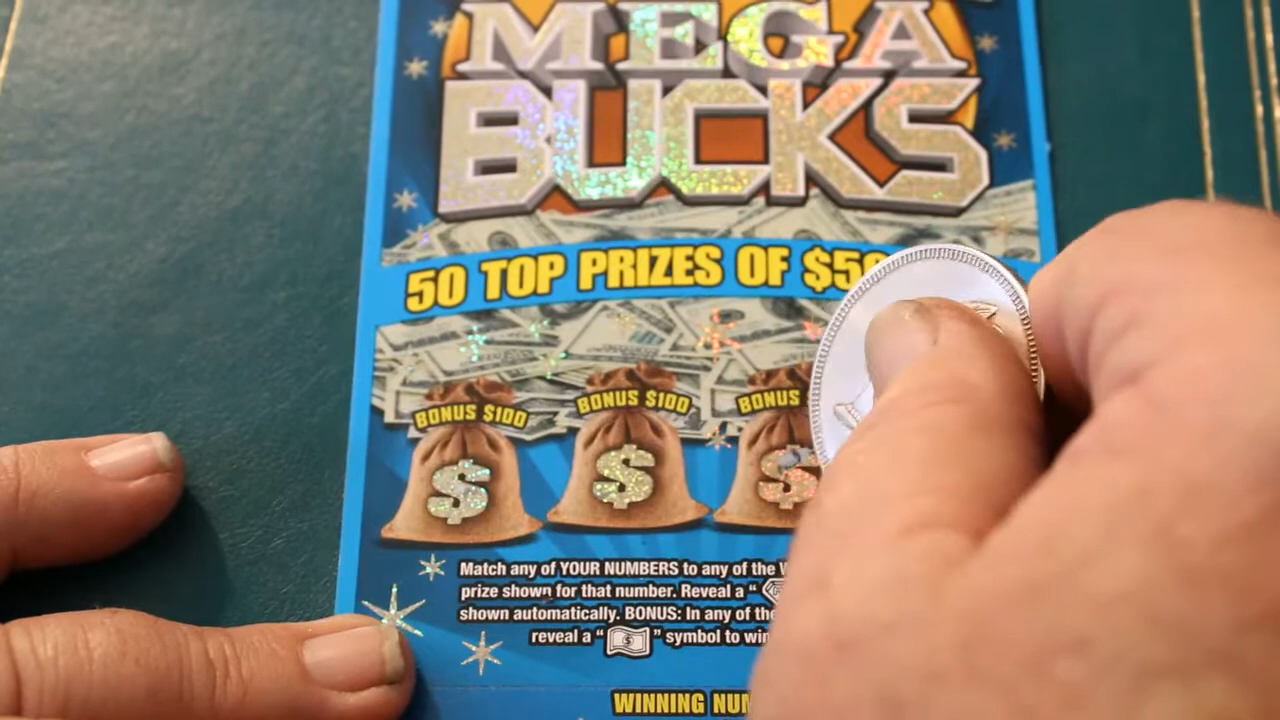 MEGA
BUCKS
50 TOP PRIZES OF $50
BONUS $100 BONUS $100 BONUS
$ $ $
Match any of YOUR NUMBERS to any of the
prize shown for that number. Reveal a "
shown automatically. BONUS: In any of the
reveal a " $ " symbol to win
WINNING